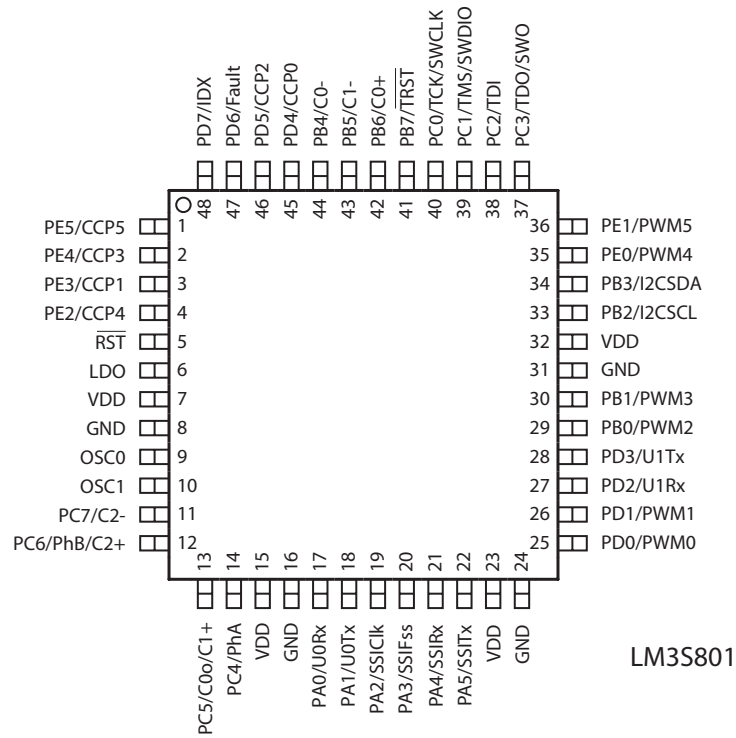 PD7/IDX
PD6/Fault
PD5/CCP2
PD4/CCP0
PB4/C0-
PB5/C1-
PB6/C0+
PB7/T̅R̅S̅T̅
PC0/TCK/SWCLK
PC1/TMS/SWDIO
PC2/TDI
PC3/TDO/SWO
48
47
46
45
44
43
42
41
40
39
38
37
PE5/CCP5 1
PE4/CCP3 2
PE3/CCP1 3
PE2/CCP4 4
R̅S̅T̅ 5
LDO 6
VDD 7
GND 8
OSC0 9
OSC1 10
PC7/C2- 11
PC6/PhB/C2+ 12
36 PE1/PWM5
35 PE0/PWM4
34 PB3/I2CSDA
33 PB2/I2CSCL
32 VDD
31 GND
30 PB1/PWM3
29 PB0/PWM2
28 PD3/U1Tx
27 PD2/U1Rx
26 PD1/PWM1
25 PD0/PWM0
13
14
15
16
17
18
19
20
21
22
23
24
PC5/C0o/C1+
PC4/PhA
VDD
GND
PA0/U0Rx
PA1/U0Tx
PA2/SSIClk
PA3/SSIFss
PA4/SSIRx
PA5/SSITx
VDD
GND
LM3S801